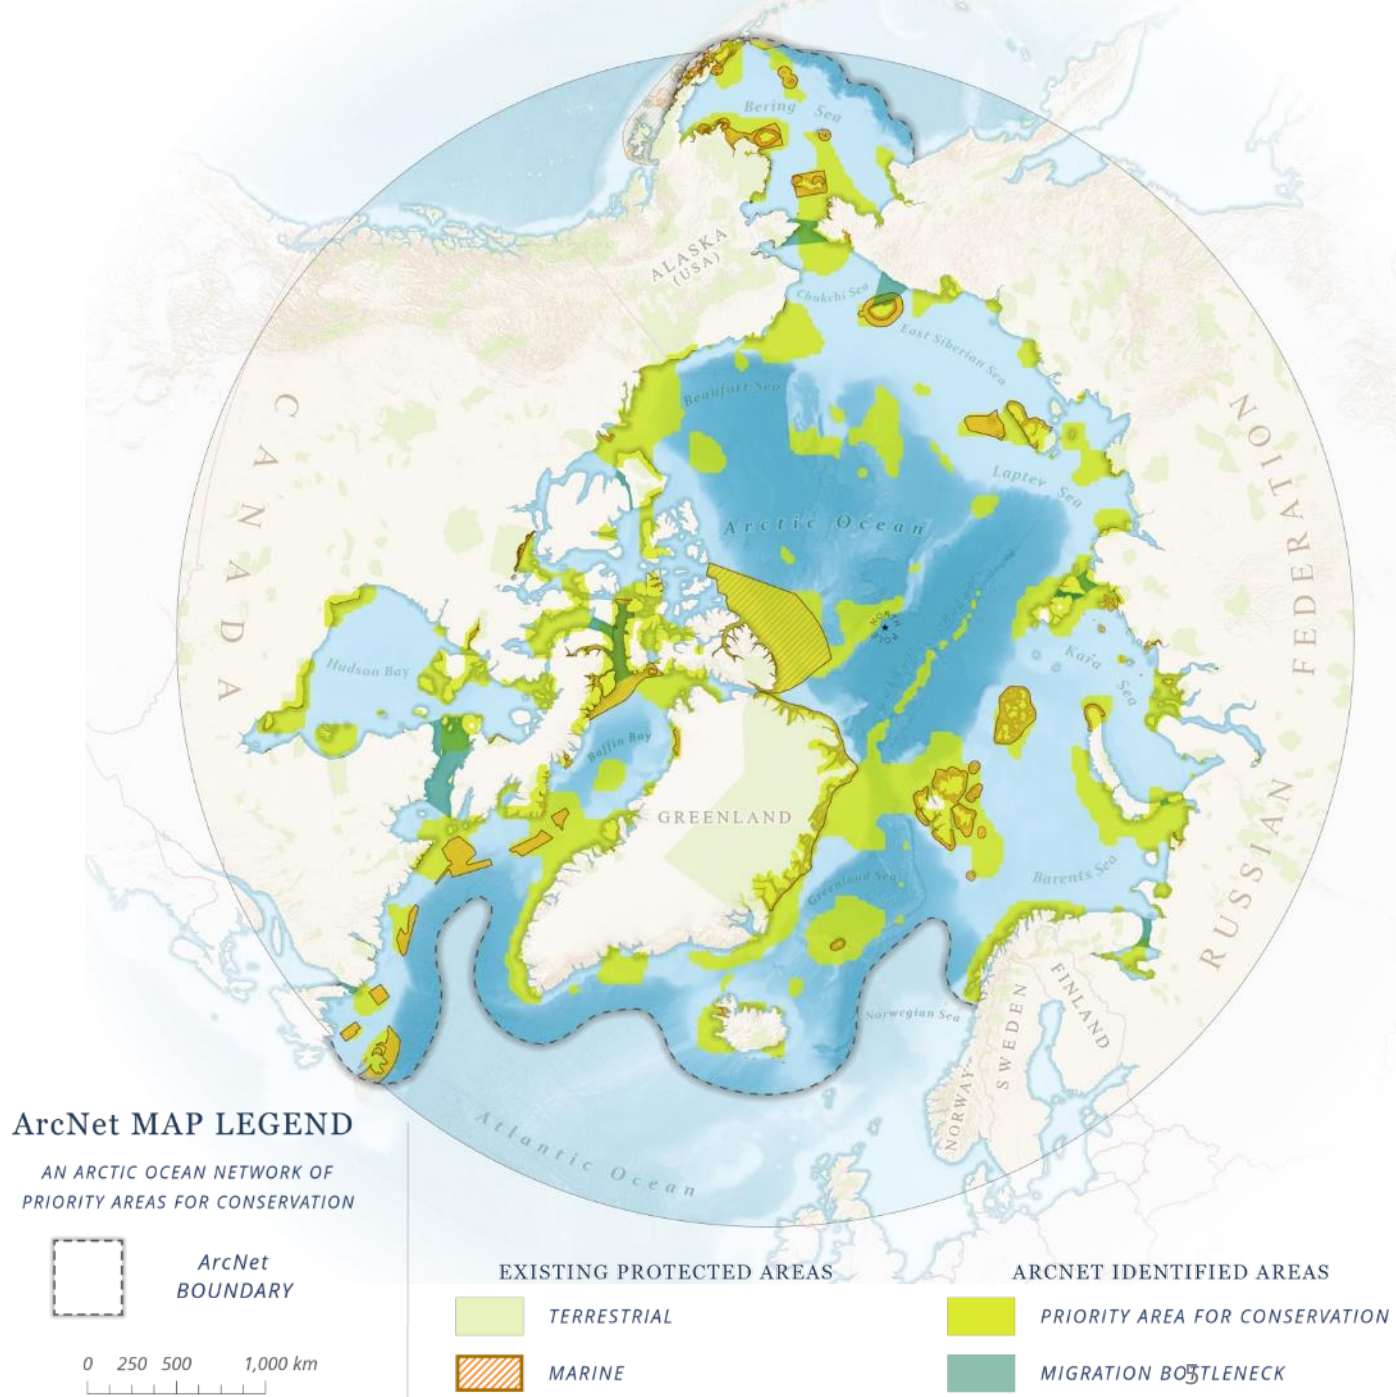 Bering Sea
ALASKA
(USA)
Chukchi Sea
East Siberian Sea
Beaufort Sea
CANADA
Laptev Sea
Arctic Ocean
RUSSIAN FEDERATION
NORTH
POLE
Kara
Sea
Hudson Bay
Baffin Bay
GREENLAND
Greenland Sea
Barents Sea
Norwegian Sea
FINLAND
SWEDEN
NORWAY
Atlantic Ocean
ArcNet MAP LEGEND
AN ARCTIC OCEAN NETWORK OF
PRIORITY AREAS FOR CONSERVATION
ArcNet
BOUNDARY
0 250 500 1,000 km
EXISTING PROTECTED AREAS
TERRESTRIAL
MARINE
ARCNET IDENTIFIED AREAS
PRIORITY AREA FOR CONSERVATION
MIGRATION BOTTLENECK
5